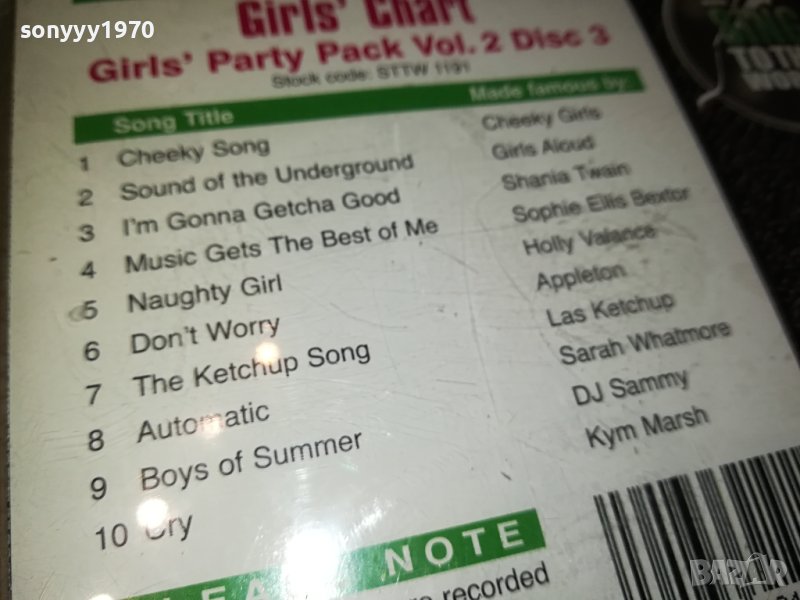 sonyyy1970
Girls' Chart
Girls' Party Pack Vol. 2 Disc 3
Stock code: STTW 1191
Song Title Made famous by:
1 Cheeky Song Cheeky Girls
2 Sound of the Underground Girls Aloud
3 I'm Gonna Getcha Good Shania Twain
4 Music Gets The Best of Me Sophie Ellis Bextor
5 Naughty Girl Holly Valance
6 Don't Worry Appleton
7 The Ketchup Song Las Ketchup
8 Automatic Sarah Whatmore
9 Boys of Summer DJ Sammy
10 Cry Kym Marsh
NOTE
recorded
bazar